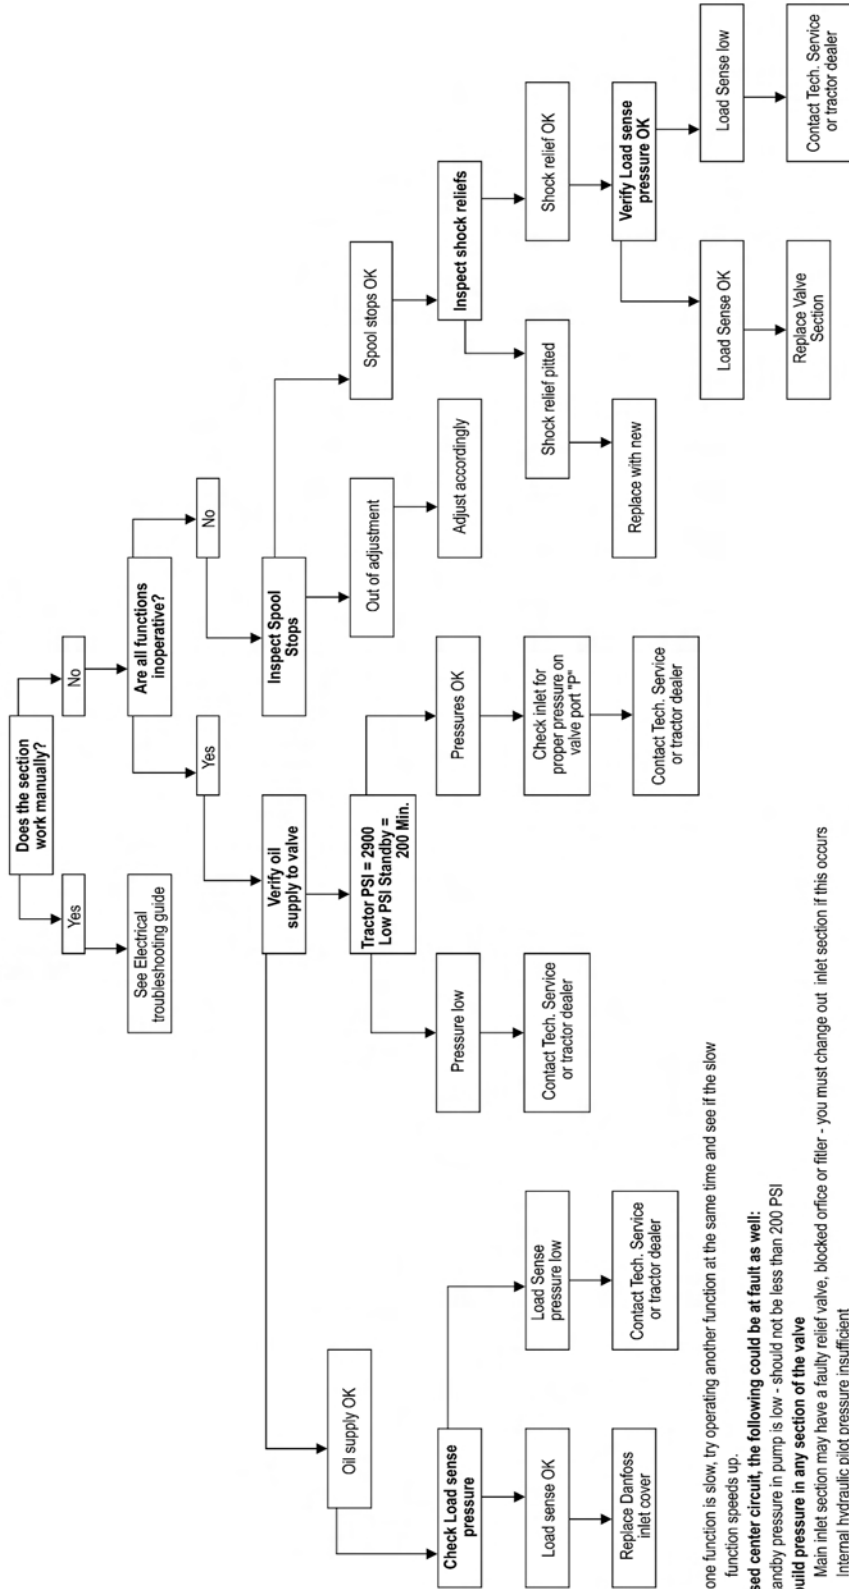 Does the section
work manually?
Yes
No
See Electrical
troubleshooting guide
Are all functions
inoperative?
Yes
No
Verify oil
supply to valve
Inspect Spool
Stops
Oil supply OK
Tractor PSI = 2900
Low PSI Standby =
200 Min.
Out of adjustment
Spool stops OK
Check Load sense
pressure
Pressure low
Pressures OK
Adjust accordingly
Inspect shock reliefs
Load sense OK
Load Sense
pressure low
Contact Tech. Service
or tractor dealer
Check inlet for
proper pressure on
valve port "P"
Shock relief pitted
Shock relief OK
Replace Danfoss
inlet cover
Contact Tech. Service
or tractor dealer
Contact Tech. Service
or tractor dealer
Replace with new
Verify Load sense
pressure OK
Load Sense OK
Load Sense low
Replace Valve
Section
Contact Tech. Service
or tractor dealer
one function is slow, try operating another function at the same time and see if the slow
function speeds up.
sed center circuit, the following could be at fault as well:
andby pressure in pump is low - should not be less than 200 PSI
uild pressure in any section of the valve
Main inlet section may have a faulty relief valve, blocked orfice or fitler - you must change out inlet section if this occurs
Internal hydraulic pilot pressure insufficient